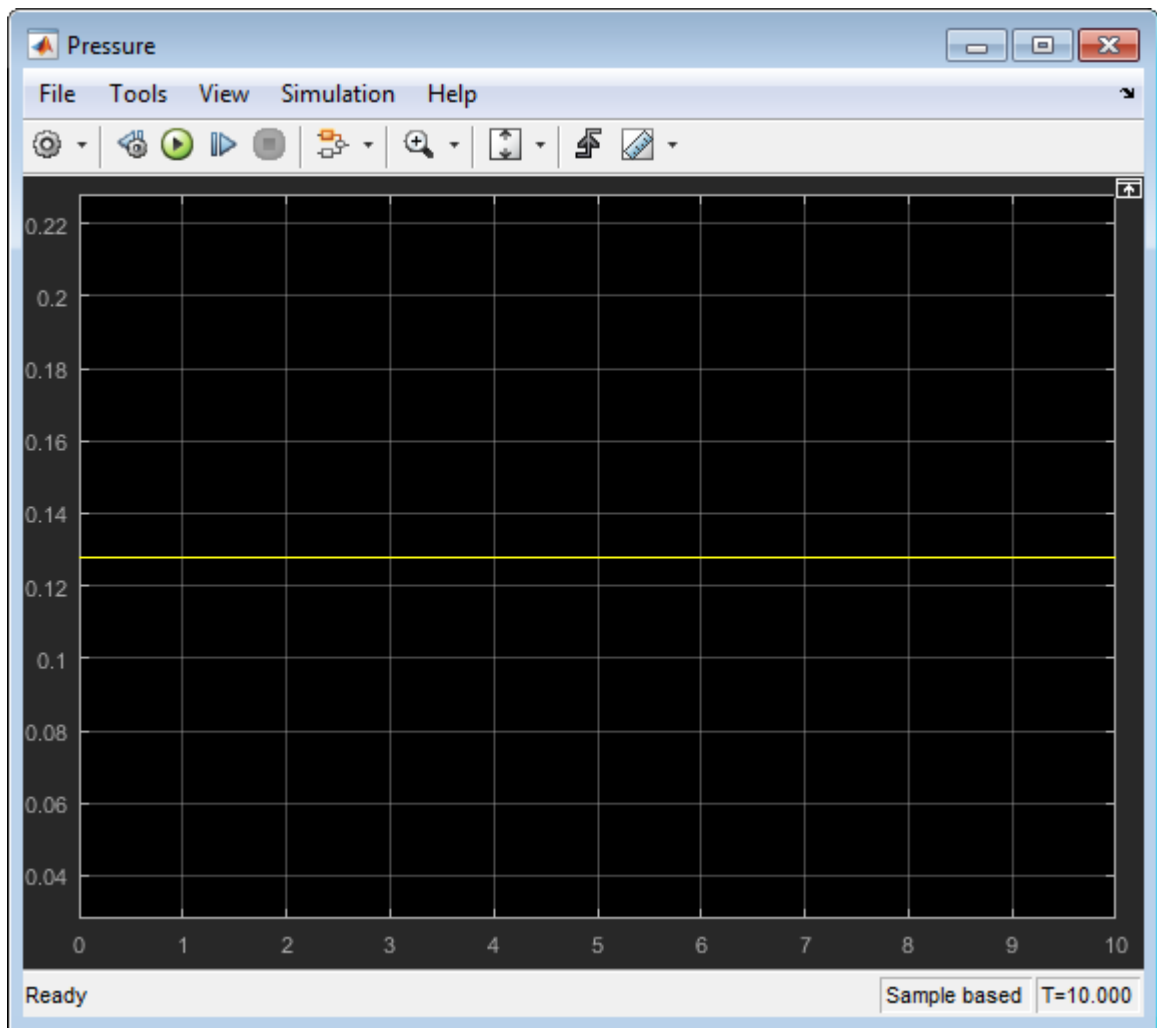 Pressure
File Tools View Simulation Help
0.22
0.2
0.18
0.16
0.14
0.12
0.1
0.08
0.06
0.04
0 1 2 3 4 5 6 7 8 9 10
Ready Sample based T=10.000